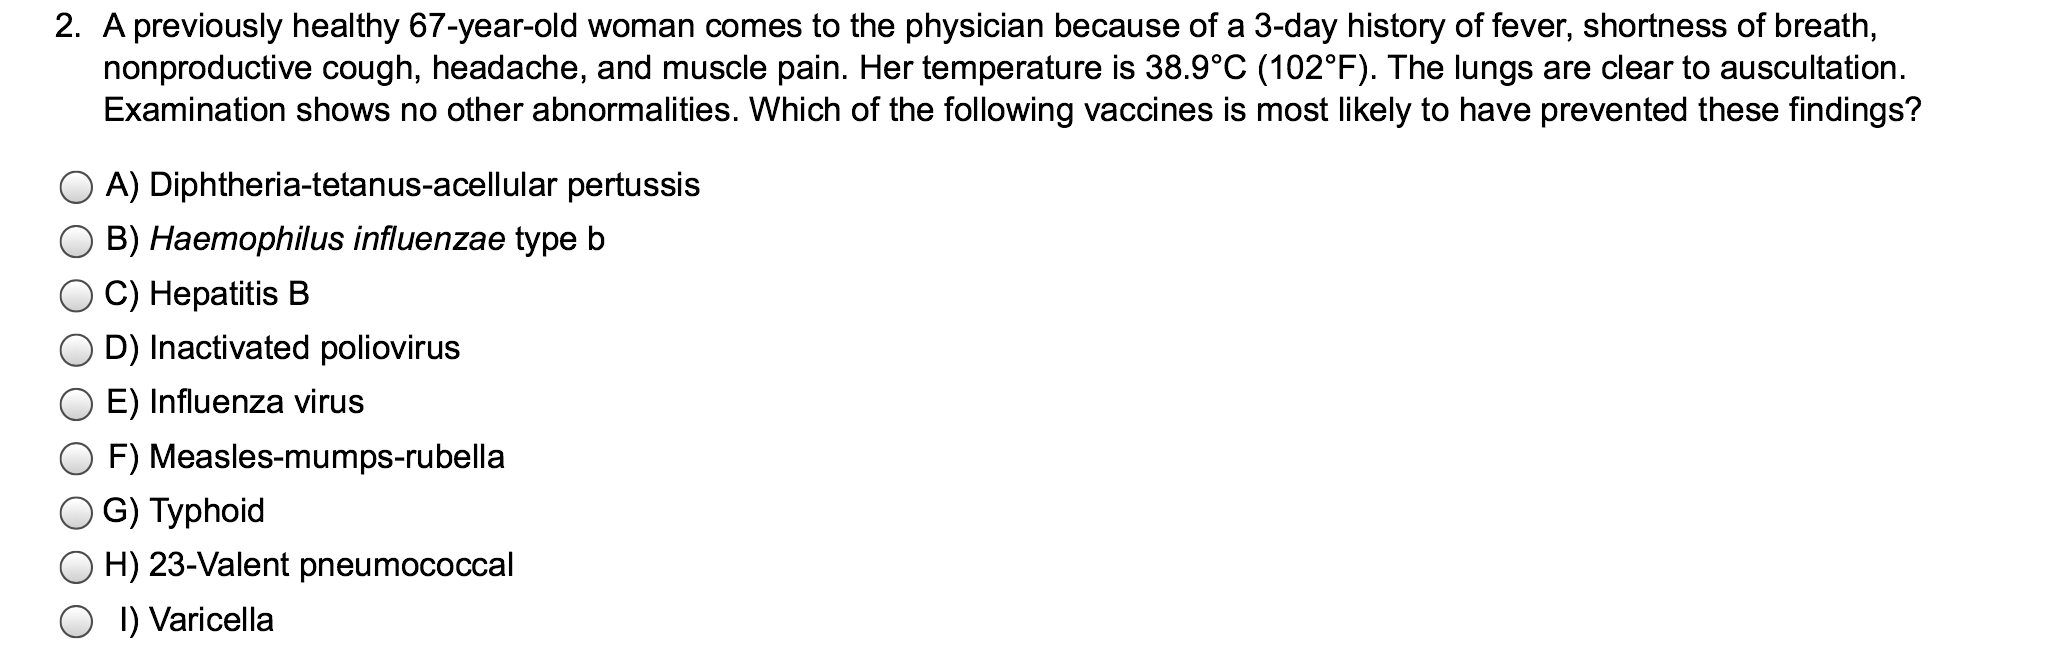 2. A previously healthy 67-year-old woman comes to the physician because of a 3-day history of fever, shortness of breath,
nonproductive cough, headache, and muscle pain. Her temperature is 38.9°C (102°F). The lungs are clear to auscultation.
Examination shows no other abnormalities. Which of the following vaccines is most likely to have prevented these findings?
A) Diphtheria-tetanus-acellular pertussis
B) Haemophilus influenzae type b
C) Hepatitis B
D) Inactivated poliovirus
E) Influenza virus
F) Measles-mumps-rubella
G) Typhoid
H) 23-Valent pneumococcal
I) Varicella